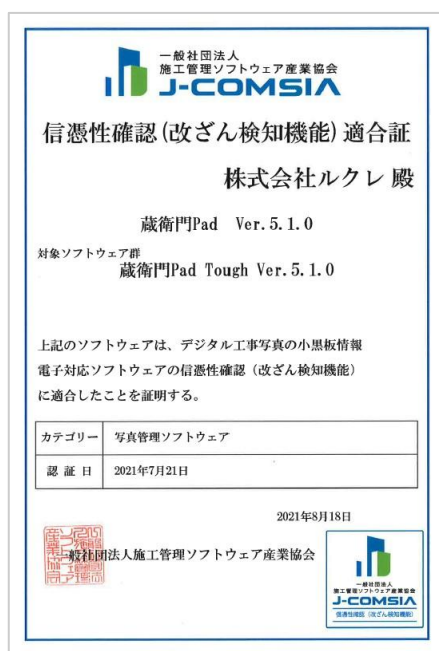 一般社団法人
施工管理ソフトウェア産業協会
J-COMSIA
信憑性確認(改ざん検知機能)適合証
株式会社ルクレ 殿
蔵衛門Pad Ver.5.1.0
対象ソフトウェア群
蔵衛門Pad Tough Ver.5.1.0
上記のソフトウェアは、デジタル工事写真の小黒板情報
電子対応ソフトウェアの信憑性確認（改ざん検知機能）
に適合したことを証明する。
カテゴリー 写真管理ソフトウェア
認証日 2021年7月21日
2021年8月18日
一般社団法人施工管理ソフトウェア産業協会
一般社団法人
施工管理ソフトウェア産業協会
J-COMSIA
信憑性確認（改ざん検知機能）